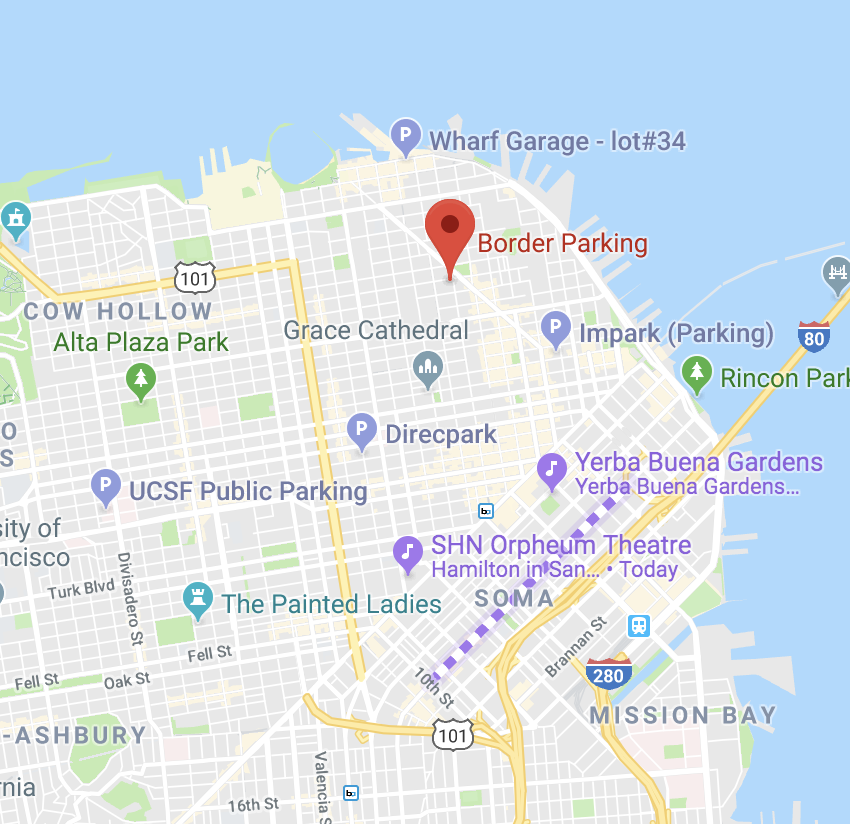 P
Wharf Garage - lot#34
Border Parking
101
COW HOLLOW
Grace Cathedral
P
Impark (Parking)
80
Alta Plaza Park
Rincon Park
O
S
P
Direcpark
Yerba Buena Gardens
Yerba Buena Gardens...
P
UCSF Public Parking
sity of
ncisco
SHN Orpheum Theatre
Hamilton in San... • Today
Divisadero St
Turk Blvd
The Painted Ladies
SOMA
Brannan St
Fell St
Fell St
Oak St
10th St
280
MISSION BAY
-ASHBURY
101
Valencia S
rnia
16th St